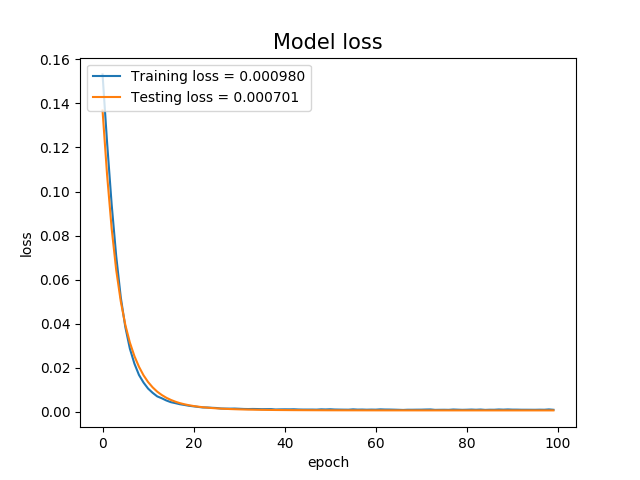 Model loss
Training loss = 0.000980
Testing loss = 0.000701
0.16
0.14
0.12
0.10
0.08
0.06
0.04
0.02
0.00
loss
0 20 40 60 80 100
epoch